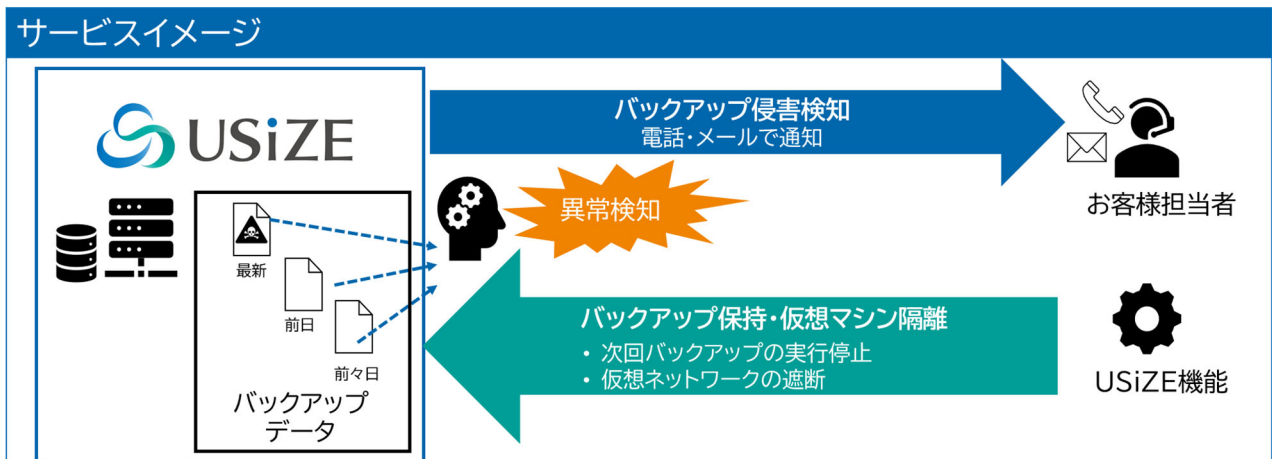 サービスイメージ
USiZE
バックアップ侵害検知
電話・メールで通知
異常検知
お客様担当者
最新
前日
前々日
バックアップ
データ
バックアップ保持・仮想マシン隔離
・ 次回バックアップの実行停止
・ 仮想ネットワークの遮断
USiZE機能